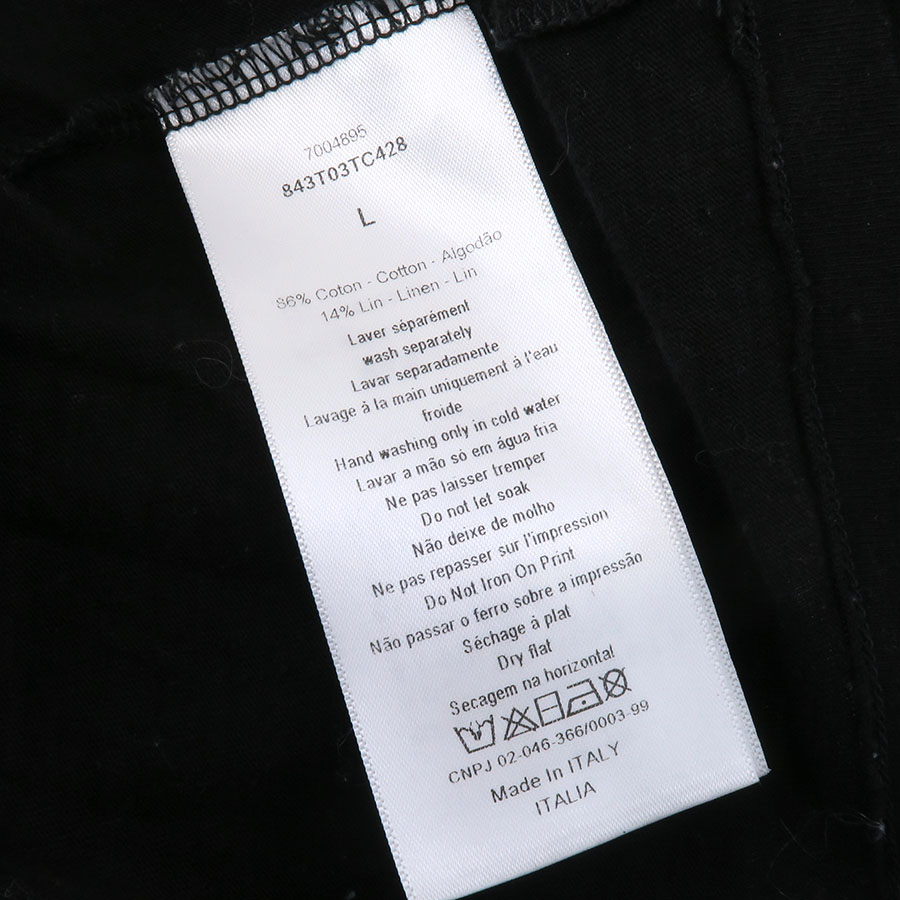 7004895
843T03TC428
L
86% Coton - Cotton - Algodão
14% Lin - Linen - Lin
Laver séparément
wash separately
Lavar separadamente
Lavage à la main uniquement à l'eau
froide
Hand washing only in cold water
Lavar a mão só em água fria
Ne pas laisser tremper
Do not let soak
Não deixe de molho
Ne pas repasser sur l'impression
Do Not Iron On Print
Não passar o ferro sobre a impressão
Séchage à plat
Dry flat
Secagem na horizontal
CNPJ 02-046-366/0003-99
Made In ITALY
ITALIA